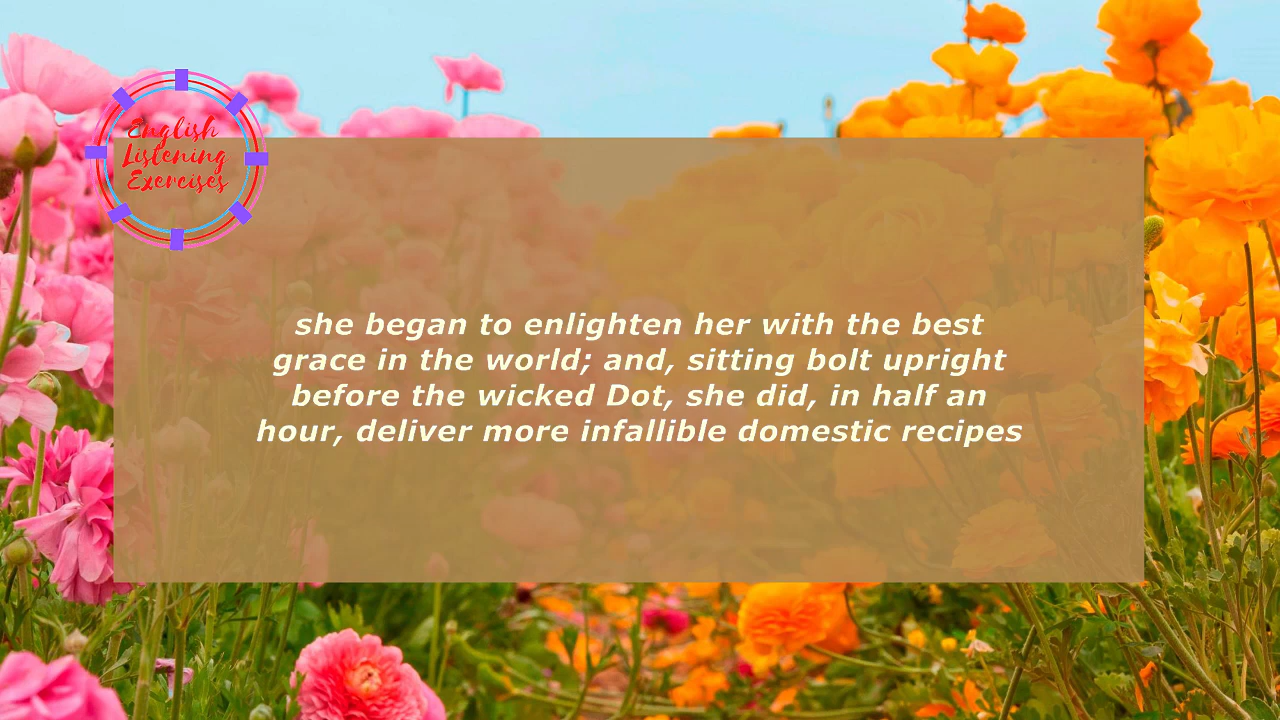 English
Listening
Exercises
she began to enlighten her with the best
grace in the world; and, sitting bolt upright
before the wicked Dot, she did, in half an
hour, deliver more infallible domestic recipes